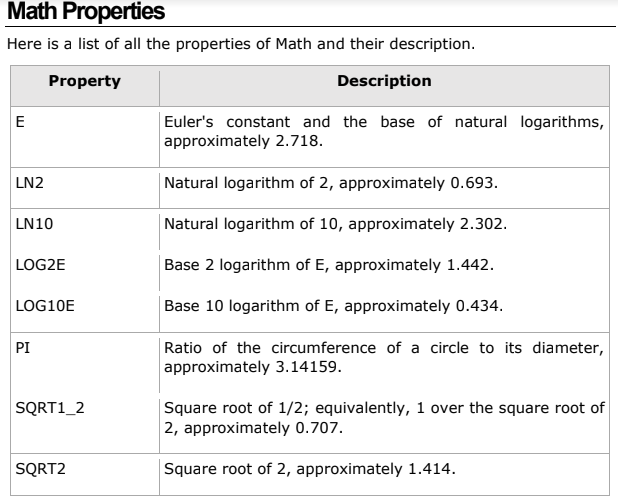 Math Properties
Here is a list of all the properties of Math and their description.
Property Description
E Euler's constant and the base of natural logarithms,
approximately 2.718.
LN2 Natural logarithm of 2, approximately 0.693.
LN10 Natural logarithm of 10, approximately 2.302.
LOG2E Base 2 logarithm of E, approximately 1.442.
LOG10E Base 10 logarithm of E, approximately 0.434.
PI Ratio of the circumference of a circle to its diameter,
approximately 3.14159.
SQRT1_2 Square root of 1/2; equivalently, 1 over the square root of
2, approximately 0.707.
SQRT2 Square root of 2, approximately 1.414.